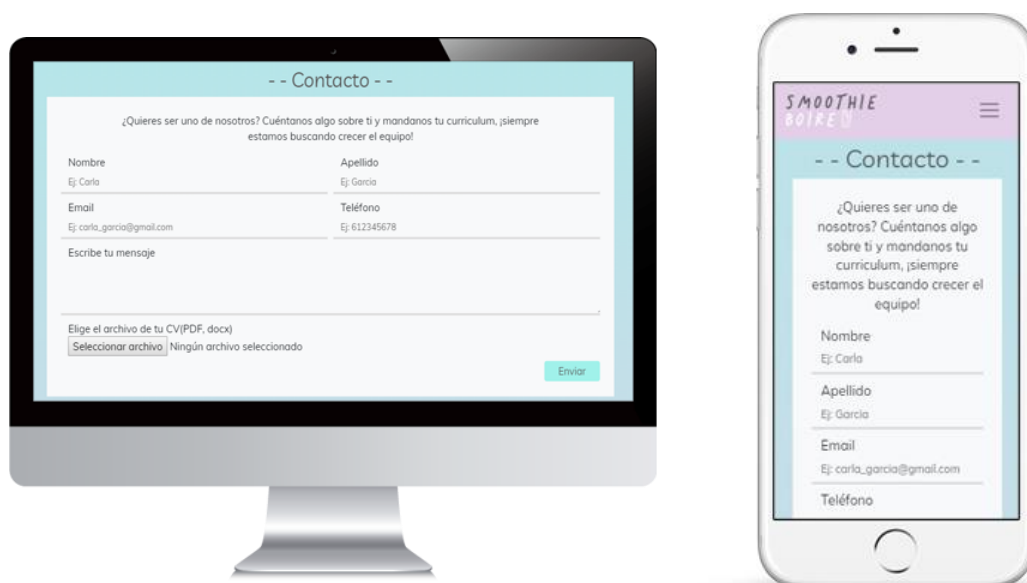 - - Contacto - -
¿Quieres ser uno de nosotros? Cuéntanos algo sobre ti y mandanos tu curriculum, ¡siempre
estamos buscando crecer el equipo!
Nombre
Apellido
Ej: Carla
Ej: Garcia
Email
Teléfono
Ej: carla_garcia@gmail.com
Ej: 612345678
Escribe tu mensaje
Elige el archivo de tu CV(PDF, docx)
Seleccionar archivo Ningún archivo seleccionado
Enviar
SMOOTHIE
BOIRE
- - Contacto - -
¿Quieres ser uno de
nosotros? Cuéntanos algo
sobre ti y mandanos tu
curriculum, ¡siempre
estamos buscando crecer el
equipo!
Nombre
Ej: Carla
Apellido
Ej: Garcia
Email
Ej: carla_garcia@gmail.com
Teléfono